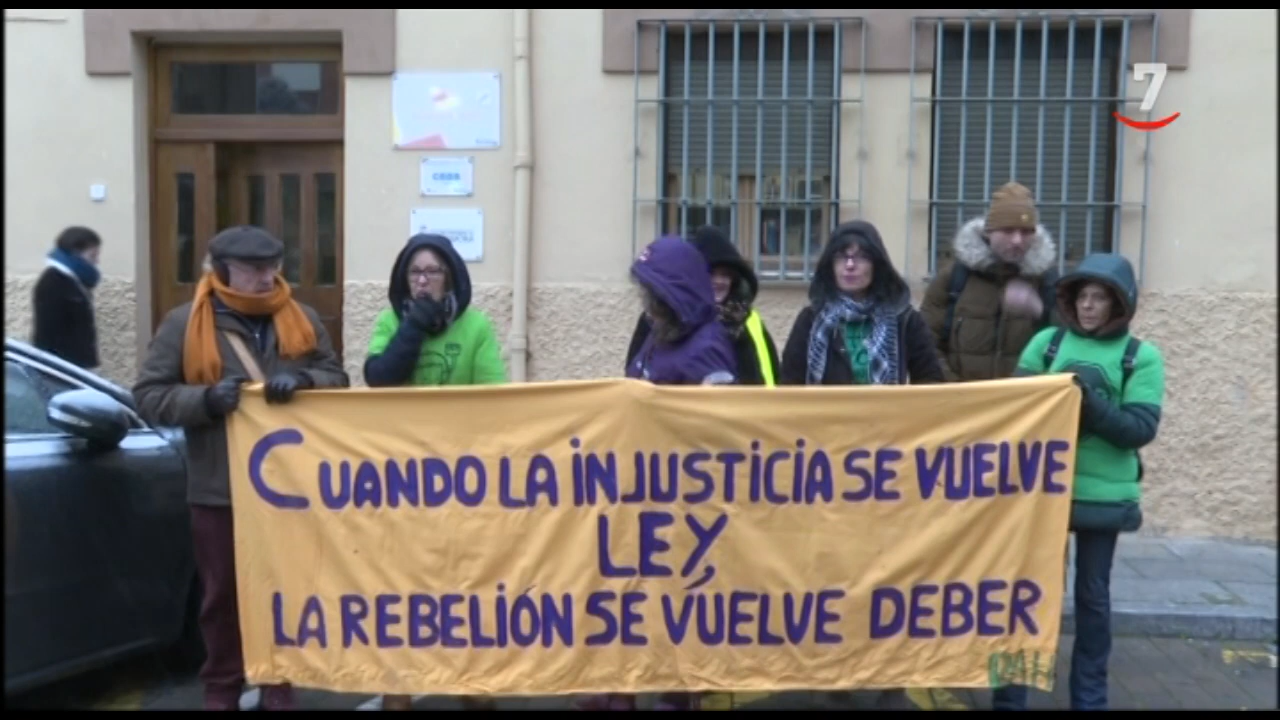 7
CUANDO LA INJUSTICIA SE VUELVE
LEY,
LA REBELIÓN SE VUELVE DEBER
PAH